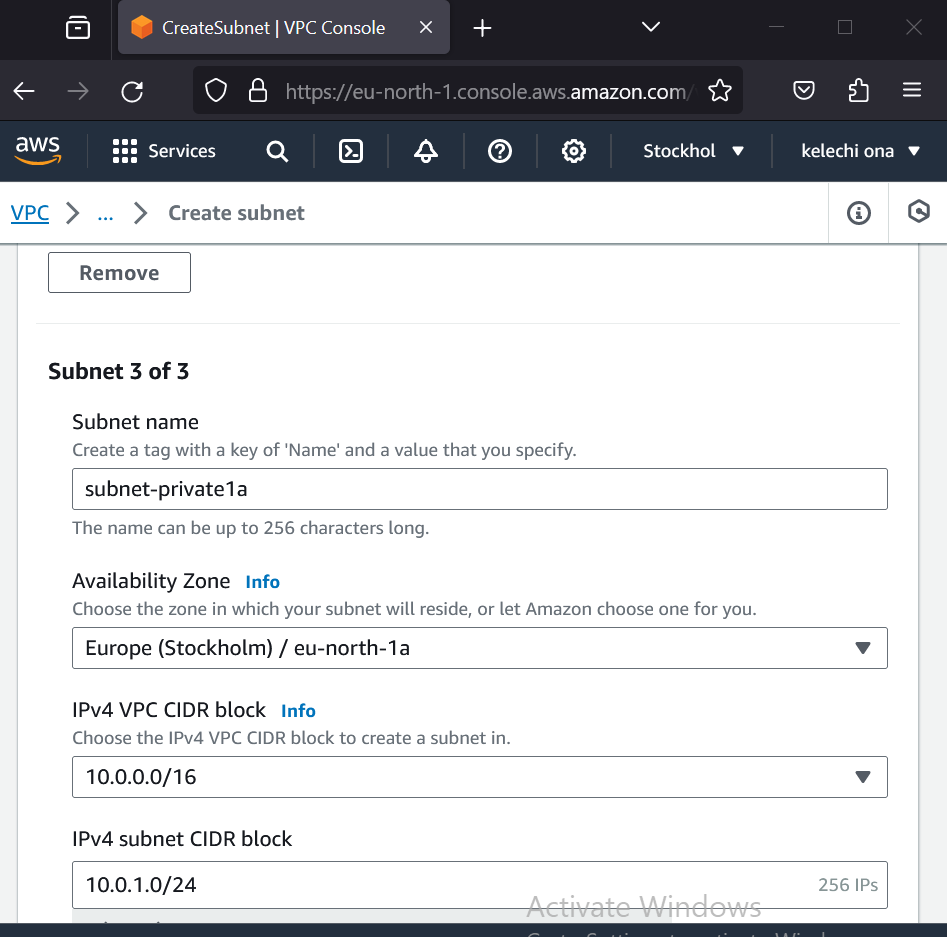 CreateSubnet | VPC Console
https://eu-north-1.console.aws.amazon.com/
aws Services Stockhol kelechi ona
VPC ... Create subnet
Remove
Subnet 3 of 3
Subnet name
Create a tag with a key of 'Name' and a value that you specify.
subnet-private1a
The name can be up to 256 characters long.
Availability Zone Info
Choose the zone in which your subnet will reside, or let Amazon choose one for you.
Europe (Stockholm) / eu-north-1a
IPv4 VPC CIDR block Info
Choose the IPv4 VPC CIDR block to create a subnet in.
10.0.0.0/16
IPv4 subnet CIDR block
10.0.1.0/24 256 IPs
Activate Windows